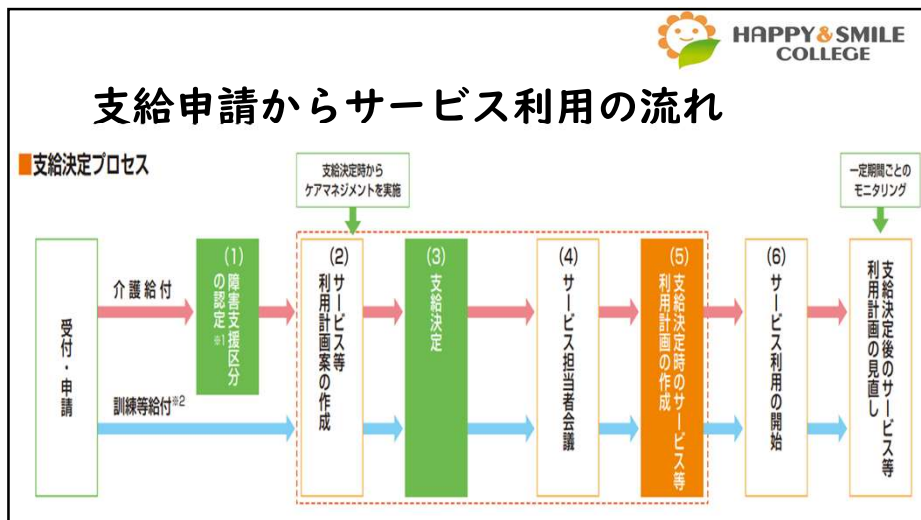 HAPPY&SMILE
COLLEGE
支給申請からサービス利用の流れ
■支給決定プロセス
支給決定時から
ケアマネジメントを実施
一定期間ごとの
モニタリング
受付・申請
介護給付
訓練等給付※2
(1)
障害支援区分
の認定※1
(2)
サービス等
利用計画案の作成
(3)
支給決定
(4)
サービス担当者会議
(5)
支給決定時のサービス等
利用計画の作成
(6)
サービス利用の開始
支給決定後のサービス等
利用計画の見直し